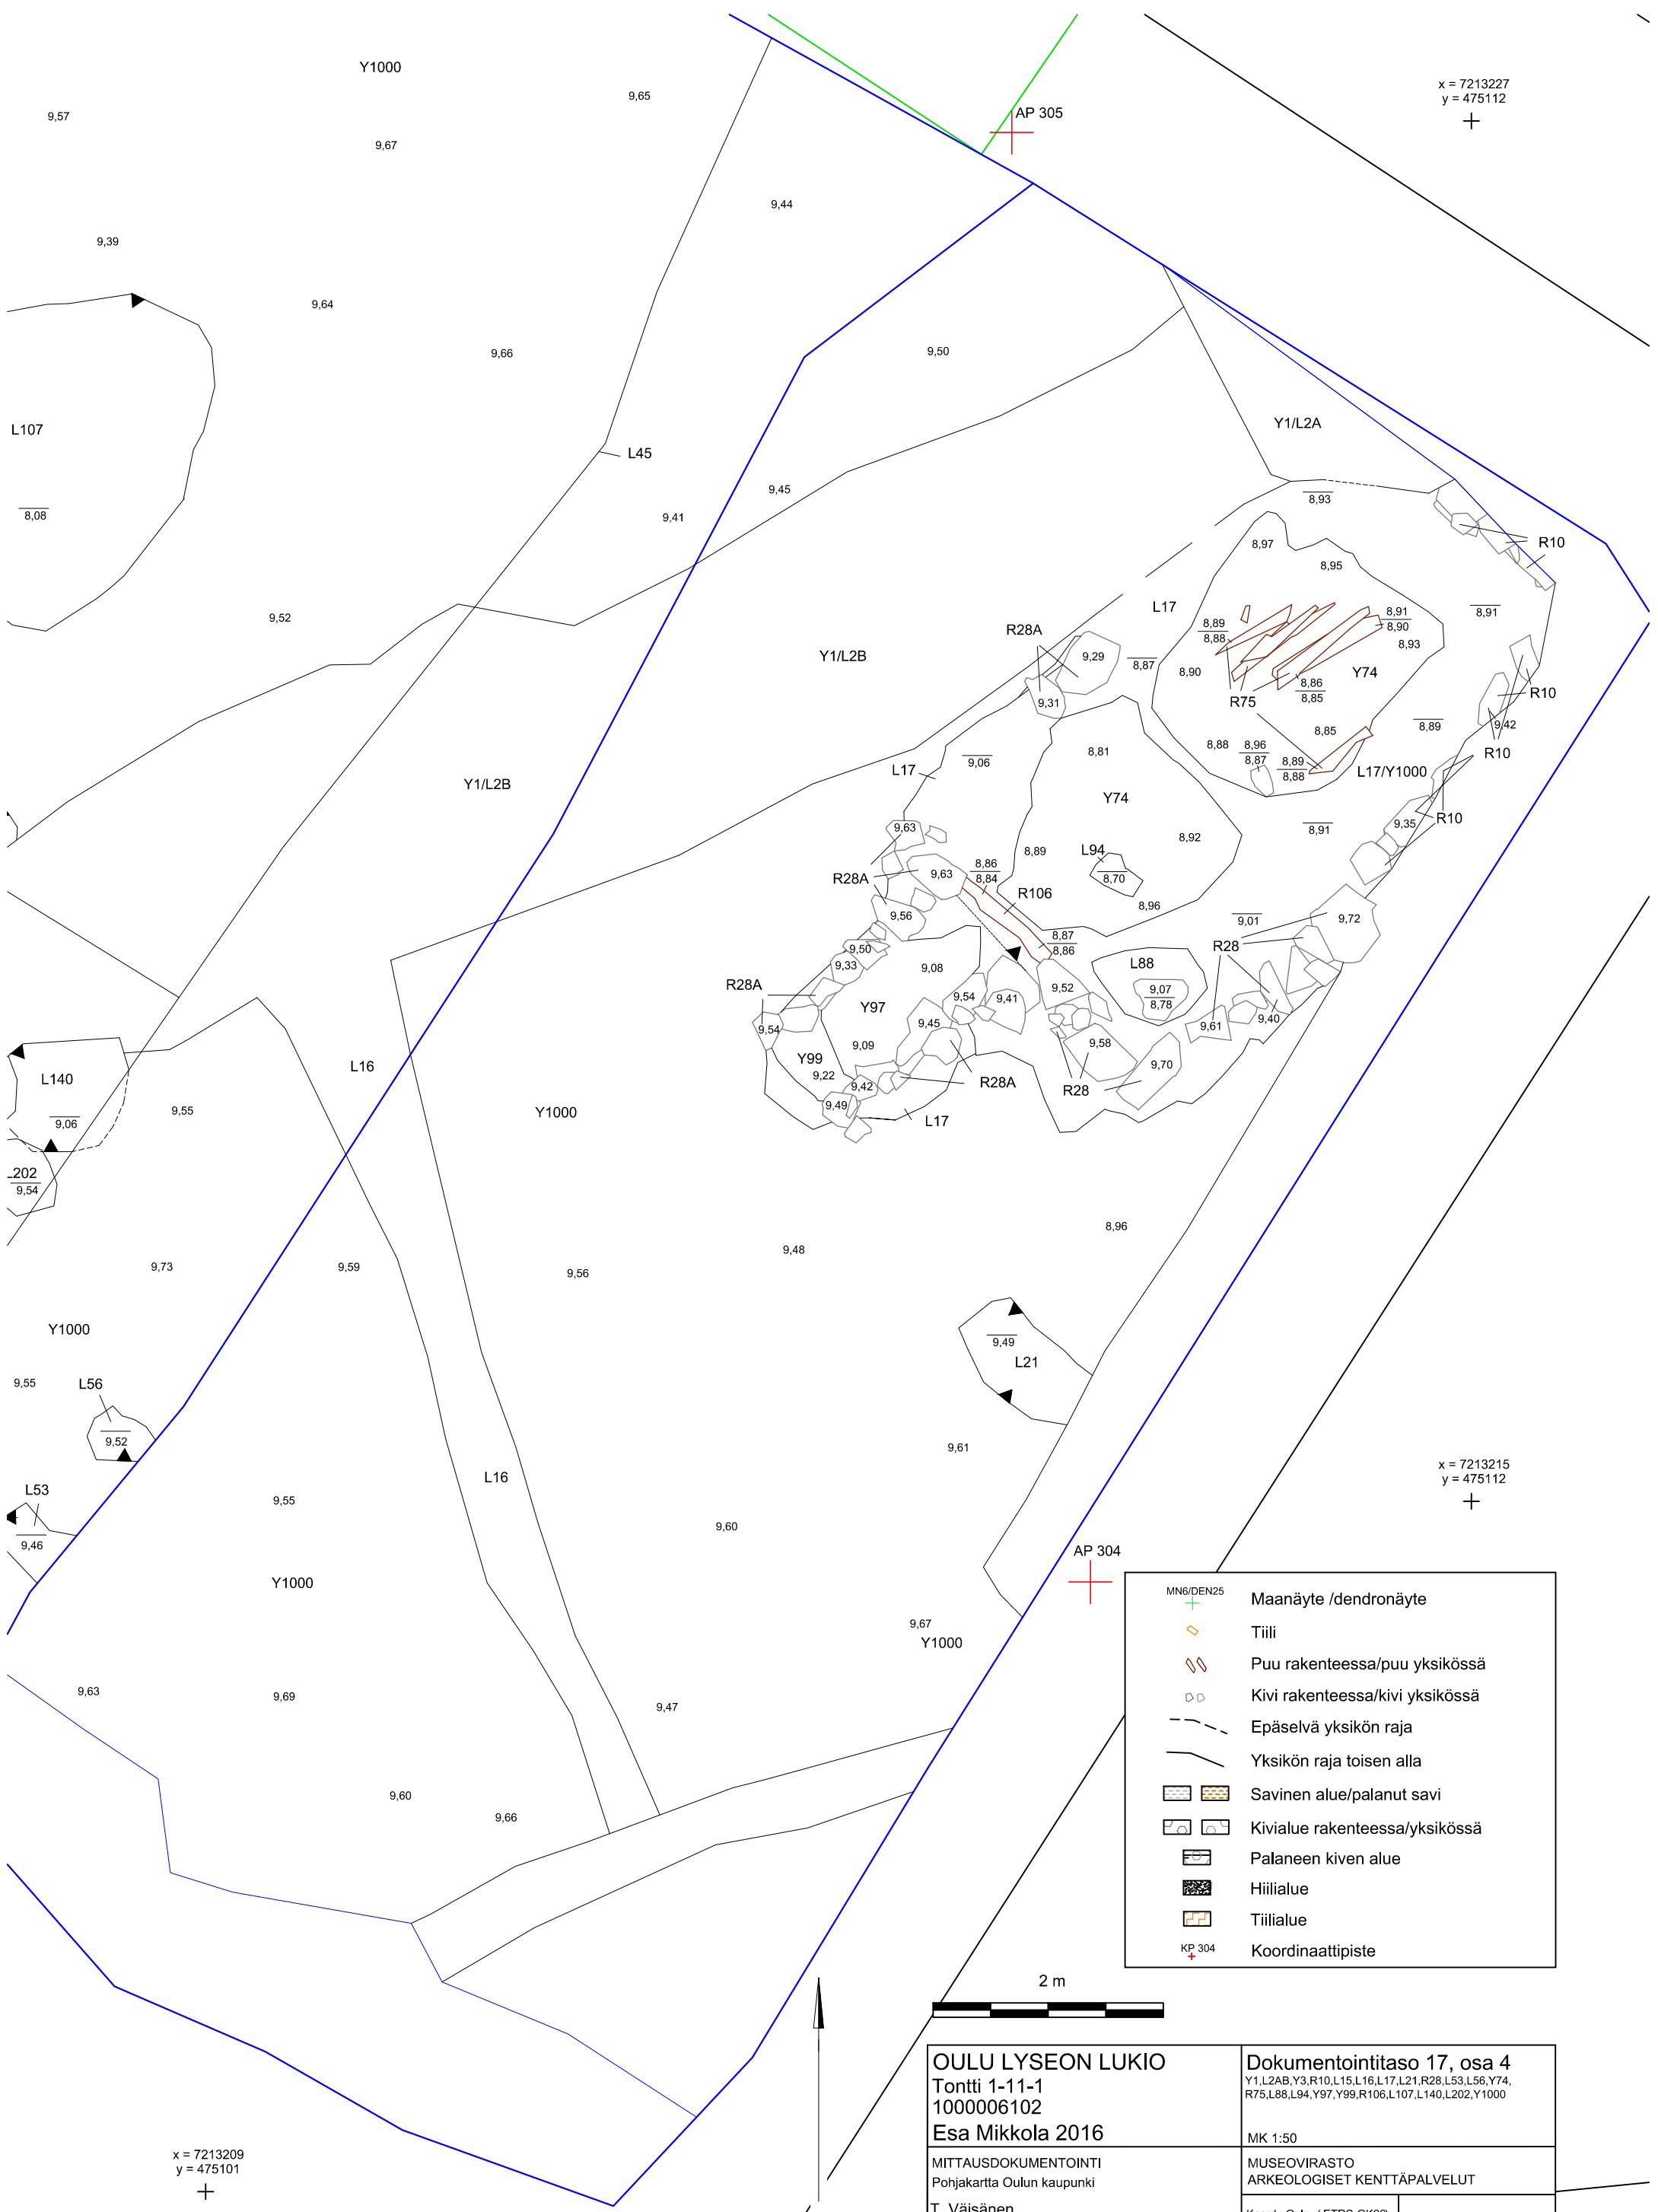 Y1000
9,57
9,65
9,67
x = 7213227
y = 475112
AP 305
9,44
9,39
9,64
9,66
9,50
L107
Y1/L2A
L45
9,45
8,93
8,08
9,41
8,97
R10
8,95
9,52
L17
8,91
8,89
8,88
8,91
8,90
R28A
8,93
Y1/L2B
9,29
8,87
8,90
Y74
8,86
8,85
R10
9,31
R75
9,42
8,89
8,85
8,81
8,88
8,96
8,87
R10
9,06
8,89
8,88
L17
L17/Y1000
Y1/L2B
Y74
R10
9,63
9,35
8,91
8,92
8,89
L94
8,86
8,84
9,63
8,70
R28A
R106
8,96
9,56
9,01
9,72
8,87
8,86
R28
9,50
9,33
9,08
L88
R28A
9,07
8,78
9,52
9,54
9,41
Y97
9,54
9,45
9,61
9,40
9,09
9,58
Y99
9,70
L16
9,22
L140
9,42
R28A
R28
9,49
9,55
Y1000
9,06
L17
L202
9,54
8,96
9,48
9,73
9,59
9,56
Y1000
9,49
L21
9,55
L56
9,52
9,61
x = 7213215
y = 475112
L16
L53
9,55
9,60
9,46
AP 304
Y1000
MN6/DEN25
Maanäyte /dendronäyte
9,67
Tiili
Y1000
Puu rakenteessa/puu yksikössä
9,63
9,69
Kivi rakenteessa/kivi yksikössä
9,47
Epäselvä yksikön raja
Yksikön raja toisen alla
9,60
Savinen alue/palanut savi
9,66
Kivialue rakenteessa/yksikössä
Palaneen kiven alue
Hiilialue
Tiilialue
KP 304
Koordinaattipiste
2 m
OULU LYSEON LUKIO
Tontti 1-11-1
1000006102
Esa Mikkola 2016
Dokumentointitaso 17, osa 4
Y1,L2AB,Y3,R10,L15,L16,L17,L21,R28,L53,L56,Y74,
R75,L88,L94,Y97,Y99,R106,L107,L140,L202,Y1000
MK 1:50
MITTAUSDOKUMENTOINTI
Pohjakartta Oulun kaupunki
T. Väisänen
MUSEOVIRASTO
ARKEOLOGISET KENTTÄPALVELUT
x = 7213209
y = 475101